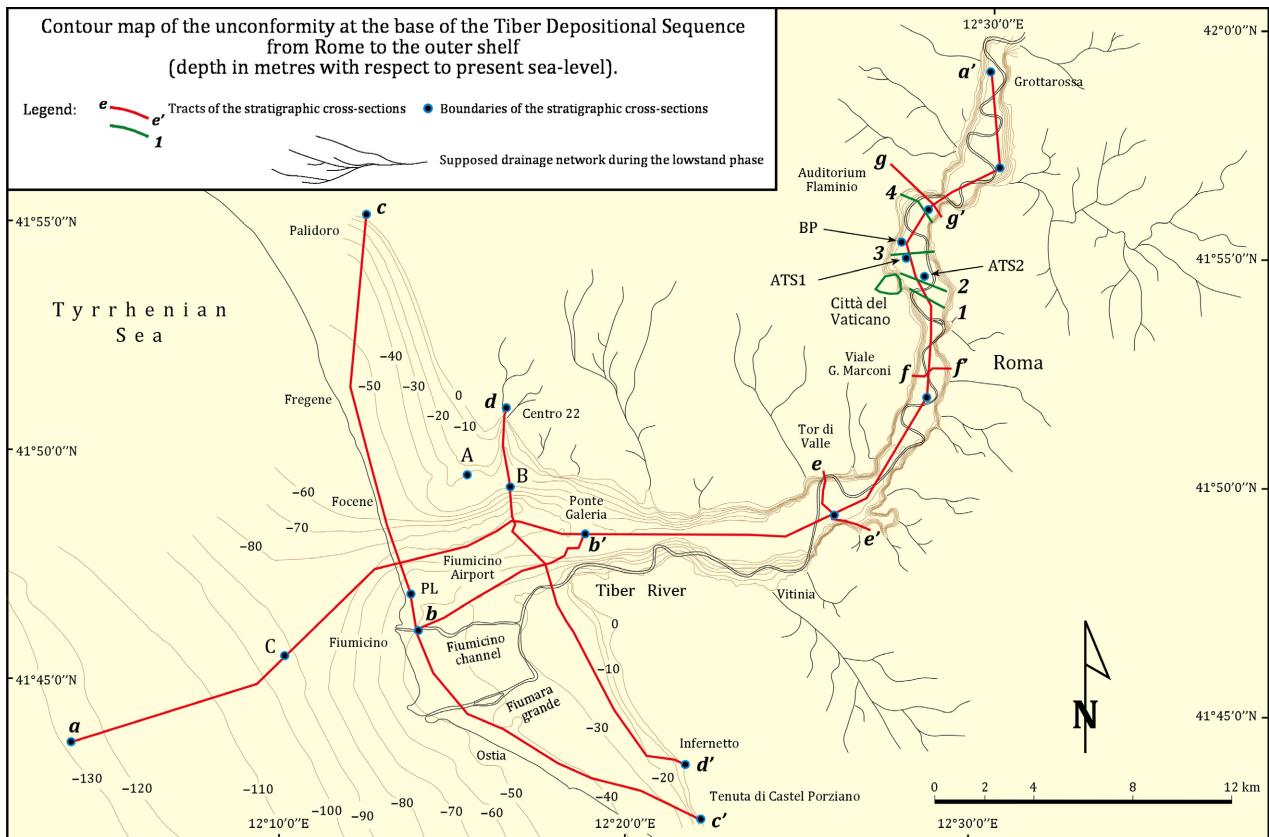 Contour map of the unconformity at the base of the Tiber Depositional Sequence
from Rome to the outer shelf
(depth in metres with respect to present sea-level).
Legend:
e
e'
1
Tracts of the stratigraphic cross-sections
Boundaries of the stratigraphic cross-sections
Supposed drainage network during the lowstand phase
12°30'0''E
42°0'0''N
a'
Grottarossa
g
Auditorium
Flaminio
4
g'
BP
3
ATS1
ATS2
2
1
Città del
Vaticano
41°55'0''N
41°55'0''N
c
Palidoro
Tyrrhenian
Sea
Viale
G. Marconi
f
f'
Roma
−40
−50
−30
0
−20
−10
Fregene
d
Centro 22
Tor di
Valle
e
41°50'0''N
41°50'0''N
A
B
−60
Focene
−70
−80
Ponte
Galeria
b'
e'
Fiumicino
Airport
PL
b
Tiber River
Vitinia
C
Fiumicino
Fiumicino
channel
0
−10
41°45'0''N
41°45'0''N
Fiumara
grande
−30
N
a
Ostia
Infernetto
d'
−20
−130
−120
−110
−100
−90
−80
−70
−60
−50
−40
Tenuta di Castel Porziano
c'
0
2
4
8
12 km
12°10'0''E
12°20'0''E
12°30'0''E